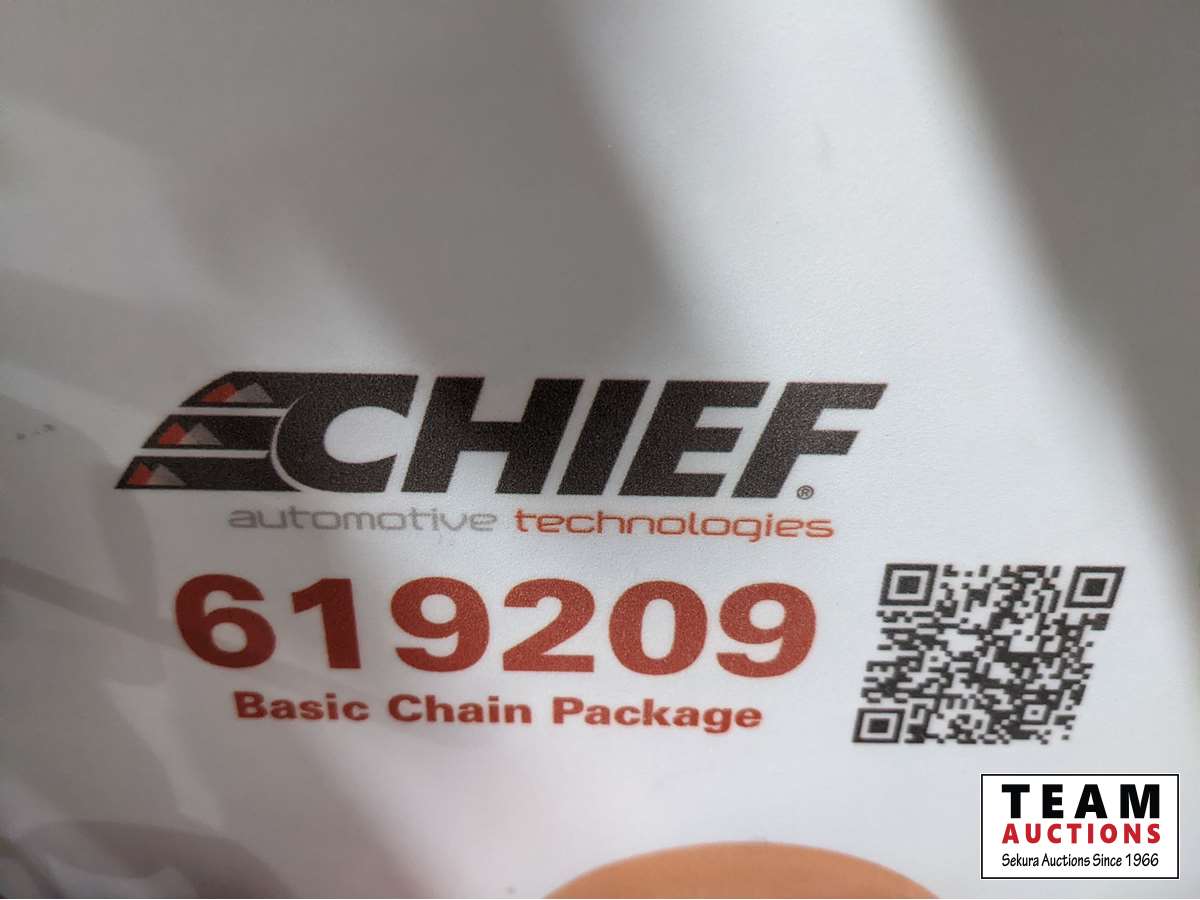 CHIEF®
automotive technologies
619209
Basic Chain Package
TEAM
AUCTIONS
Sekura Auctions Since 1966